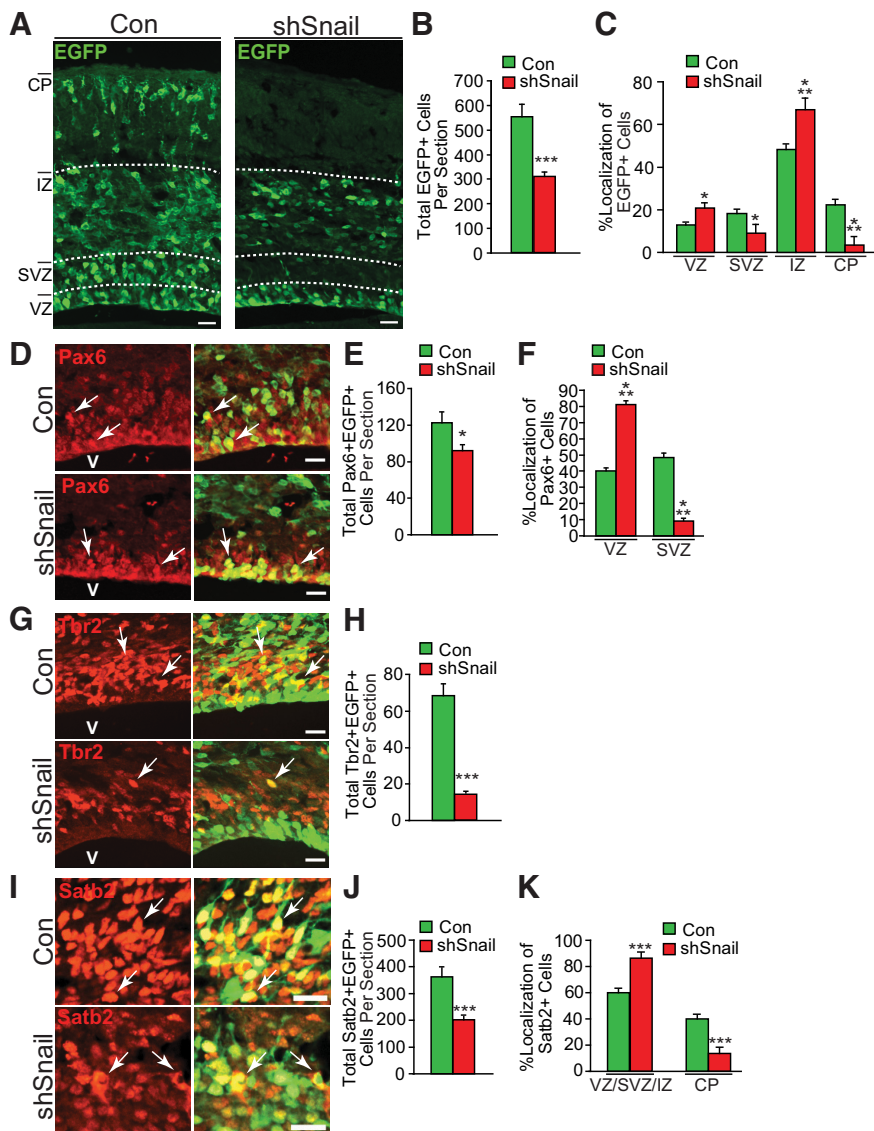 A
Con
shSnail
EGFP
EGFP
CP
IZ
SVZ
VZ
B
Con
shSnail
Total EGFP+ Cells
Per Section
700
600
500
400
300
200
100
0
***
C
Con
shSnail
%Localization of
EGFP+ Cells
80
60
40
20
0
*
*
*
**
*
**
VZ
SVZ
IZ
CP
D
Con
Pax6
V
shSnail
Pax6
V
E
Con
shSnail
Total Pax6+EGFP+
Cells Per Section
160
120
80
40
0
*
F
Con
shSnail
%Localization of
Pax6+ Cells
90
80
70
60
50
40
30
20
10
*
**
*
**
VZ
SVZ
G
Con
Tbr2
V
shSnail
Tbr2
V
H
Con
shSnail
Total Tbr2+EGFP+
Cells Per Section
80
60
40
20
0
***
I
Con
Satb2
shSnail
Satb2
J
Con
shSnail
Total Satb2+EGFP+
Cells Per Section
500
400
300
200
100
0
***
K
Con
shSnail
%Localization of
Satb2+ Cells
100
80
60
40
20
0
***
***
VZ/SVZ/IZ
CP